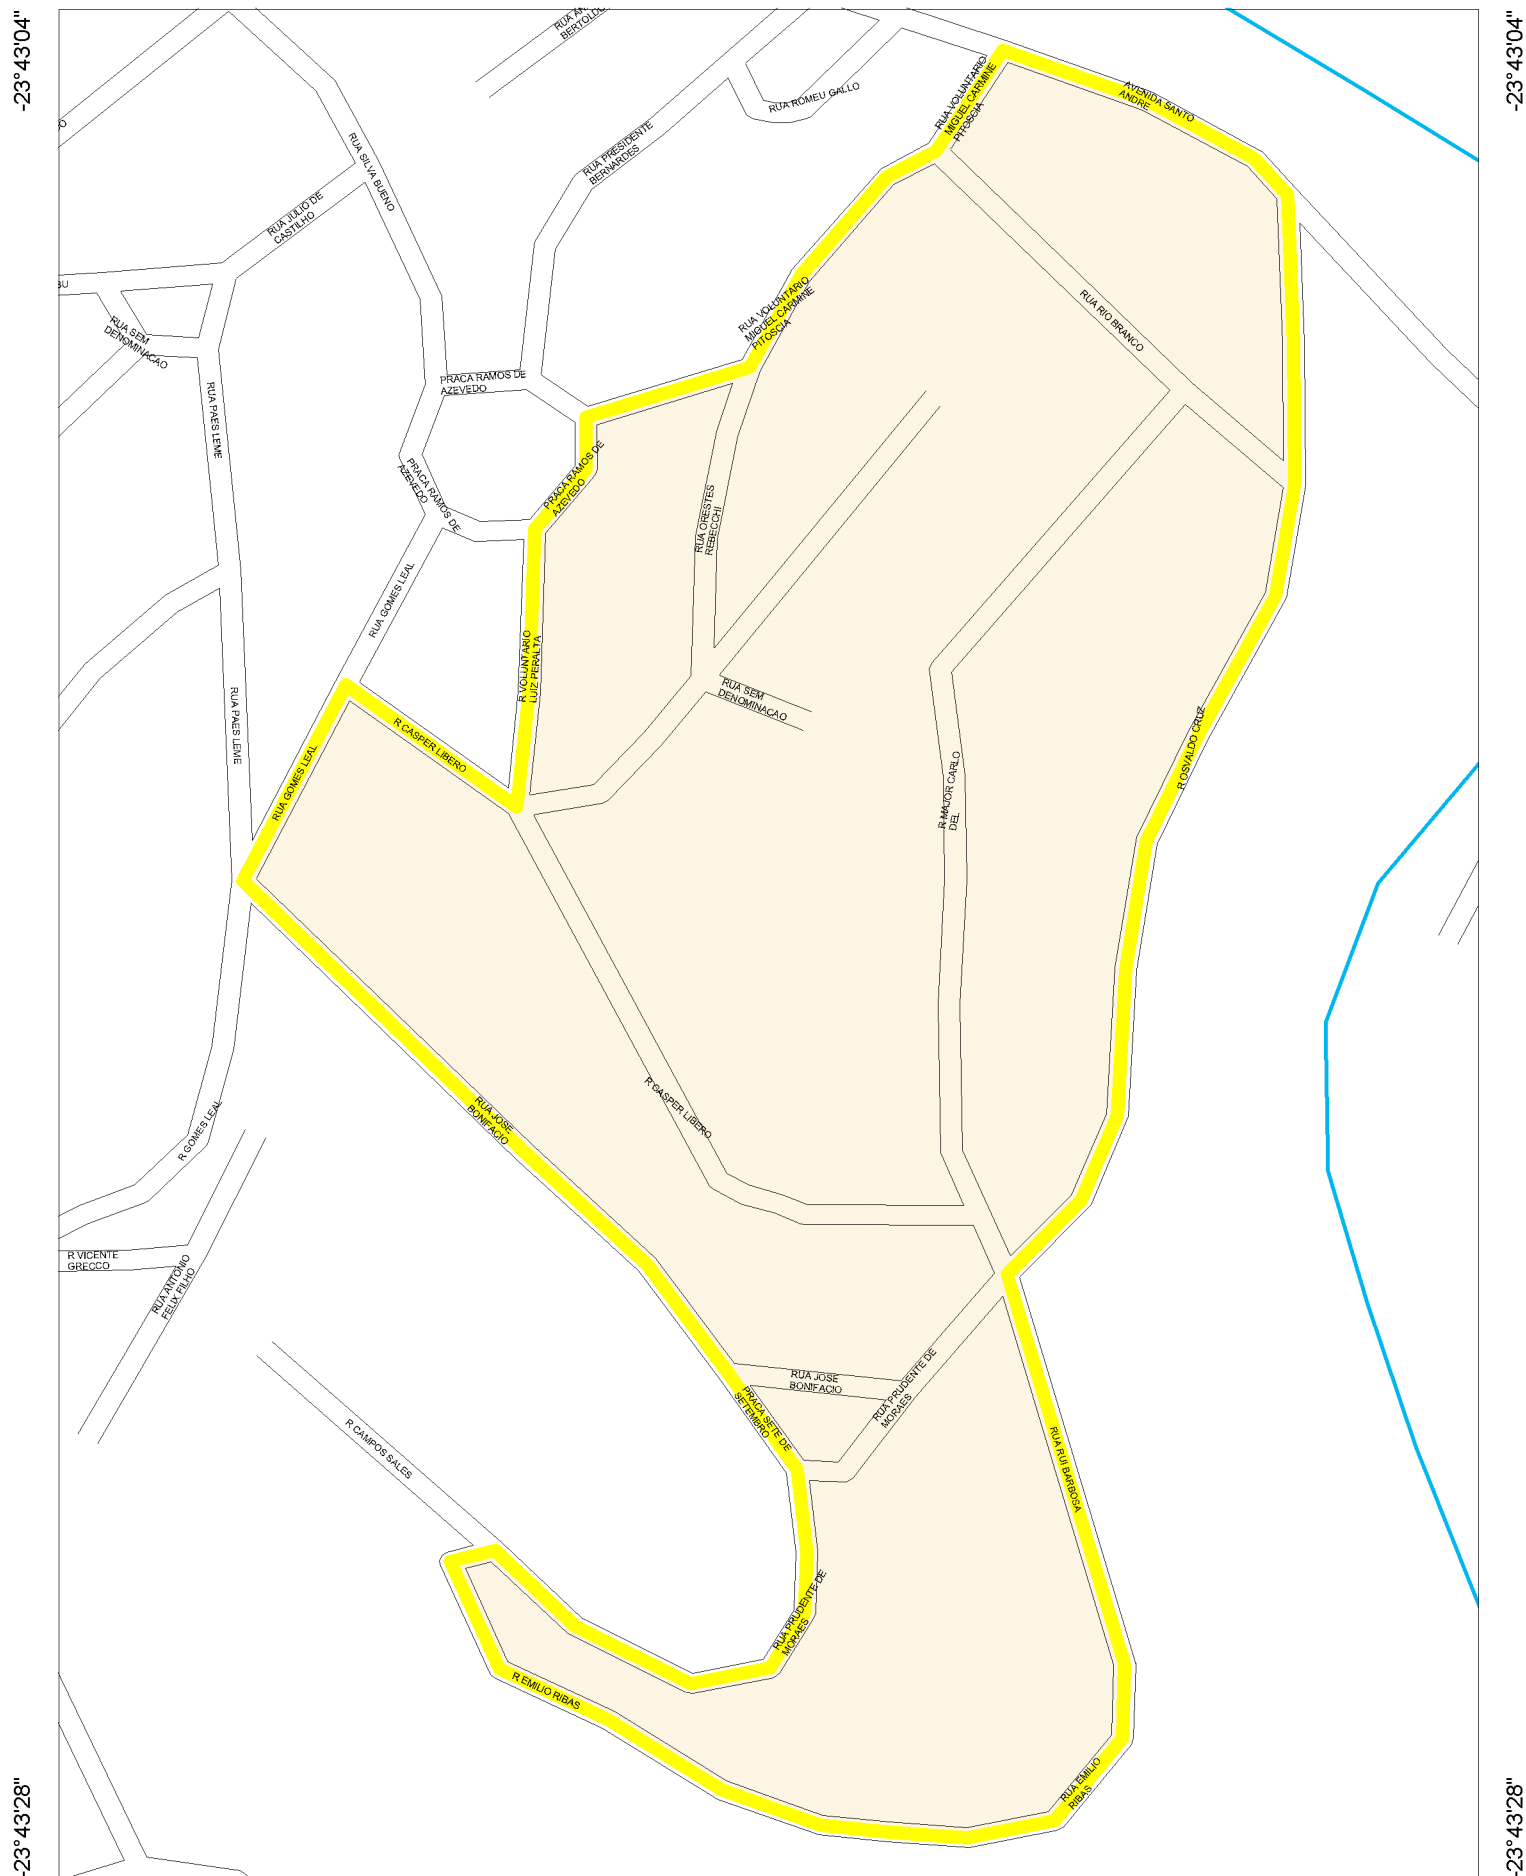 -23°43'04"
-23°43'04"
RUA AN
BERTOLDO
RUA VOLUNTARIO
MIGUEL CARMINE
PITOSCIA
AVENIDA SANTO
ANDRE
RUA ROMEU GALLO
RUA PRESIDENTE
BERNARDES
RUA SILVA BUENO
RUA JULIO DE
CASTILHO
BU
RUA SEM
DENOMINACAO
RUA VOLUNTARIO
MIGUEL CARMINE
PITOSCIA
RUA RIO BRANCO
PRACA RAMOS DE
AZEVEDO
RUA PAES LEME
PRACA RAMOS DE
AZEVEDO
PRACA RAMOS DE
AZEVEDO
RUA ORESTES
REBECCHI
RUA GOMES LEAL
R VOLUNTARIO
LUIZ PERALTA
RUA SEM
DENOMINACAO
RUA PAES LEME
R CASPER LIBERO
RUA GOMES LEAL
R OSVALDO CRUZ
R MAJOR CARLO
DEL
R CASPER LIBERO
RUA JOSE
BONIFACIO
R GOMES LEAL
R VICENTE
GRECCO
RUA ANTONIO
FELIX FILHO
RUA JOSE
BONIFACIO
RUA PRUDENTE DE
MORAES
PRACA SETE DE
SETEMBRO
R CAMPOS SALES
RUA RUI BARBOSA
RUA PRUDENTE DE
MORAES
R EMILIO RIBAS
RUA EMILIO
RIBAS
-23°43'28"
-23°43'28"